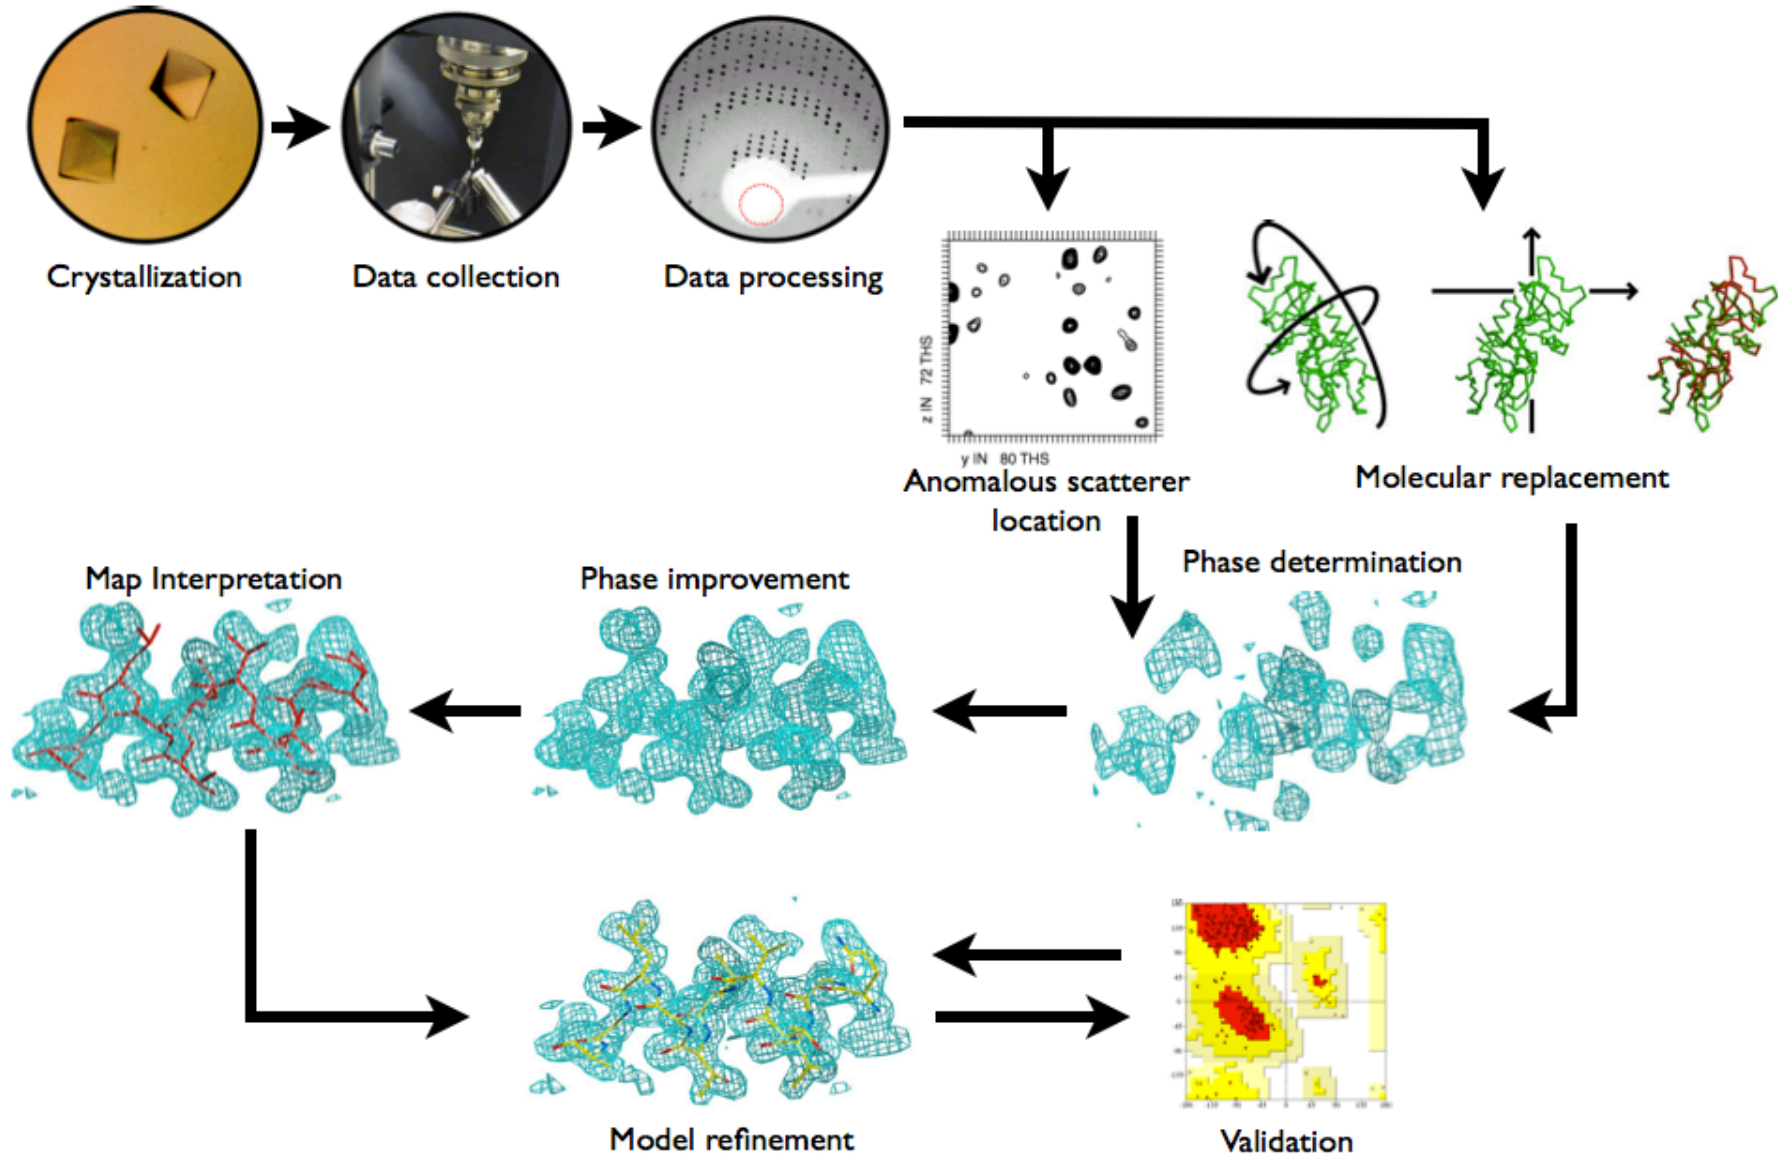 Crystallization
Data collection
Data processing
z IN 72 THS
y IN 80 THS
Anomalous scatterer
location
Molecular replacement
Map Interpretation
Phase improvement
Phase determination
Model refinement
Validation